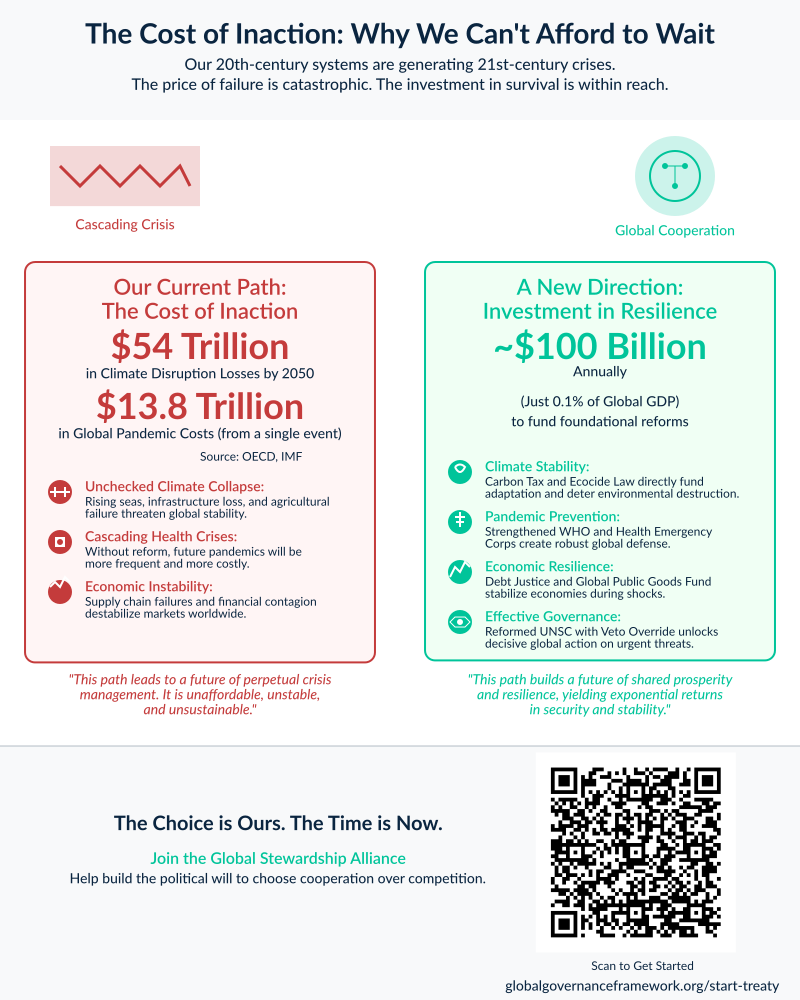 The Cost of Inaction: Why We Can't Afford to Wait
Our 20th-century systems are generating 21st-century crises.
The price of failure is catastrophic. The investment in survival is within reach.
Cascading Crisis
Global Cooperation
Our Current Path:
The Cost of Inaction
$54 Trillion
in Climate Disruption Losses by 2050
$13.8 Trillion
in Global Pandemic Costs (from a single event)
Source: OECD, IMF
Unchecked Climate Collapse:
Rising seas, infrastructure loss, and agricultural
failure threaten global stability.
Cascading Health Crises:
Without reform, future pandemics will be
more frequent and more costly.
Economic Instability:
Supply chain failures and financial contagion
destabilize markets worldwide.
"This path leads to a future of perpetual crisis
management. It is unaffordable, unstable,
and unsustainable."
A New Direction:
Investment in Resilience
~$100 Billion
Annually
(Just 0.1% of Global GDP)
to fund foundational reforms
Climate Stability:
Carbon Tax and Ecocide Law directly fund
adaptation and deter environmental destruction.
Pandemic Prevention:
Strengthened WHO and Health Emergency
Corps create robust global defense.
Economic Resilience:
Debt Justice and Global Public Goods Fund
stabilize economies during shocks.
Effective Governance:
Reformed UNSC with Veto Override unlocks
decisive global action on urgent threats.
"This path builds a future of shared prosperity
and resilience, yielding exponential returns
in security and stability."
The Choice is Ours. The Time is Now.
Join the Global Stewardship Alliance
Help build the political will to choose cooperation over competition.
Scan to Get Started
globalgovernanceframework.org/start-treaty